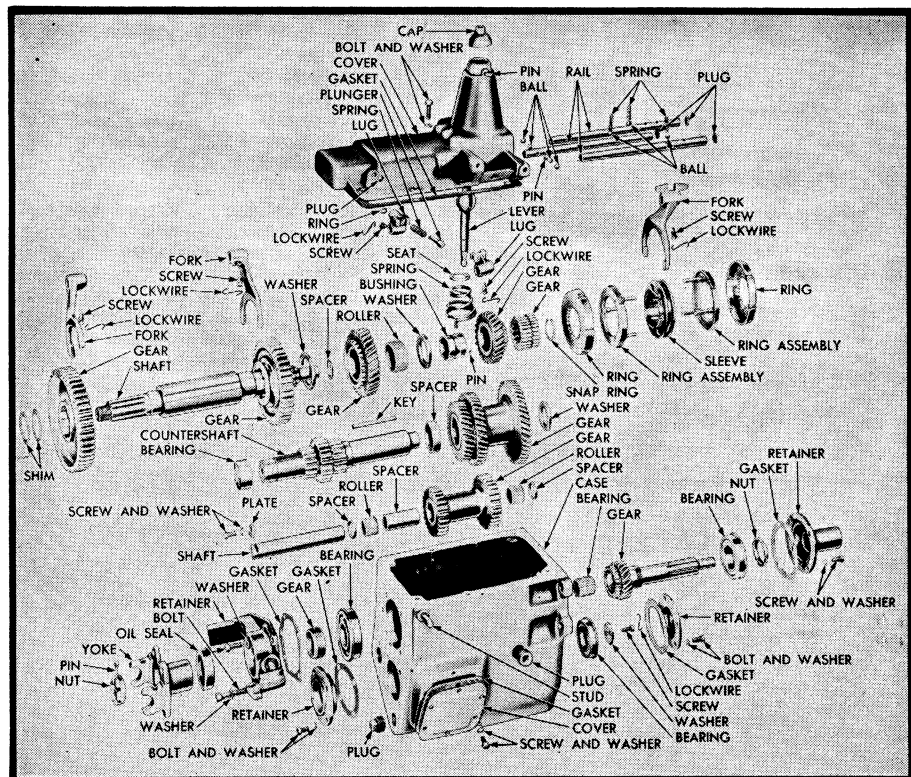 CAP
BOLT AND WASHER
COVER
GASKET
PLUNGER
SPRING
LUG
PIN
BALL
RAIL
SPRING
PLUG
BALL
PIN
PLUG
RING
LOCKWIRE
SCREW
LEVER
LUG
SCREW
LOCKWIRE
GEAR
GEAR
FORK
SCREW
LOCKWIRE
SEAT
SPRING
BUSHING
WASHER
ROLLER
FORK
SCREW
LOCKWIRE
WASHER
SPACER
SCREW
LOCKWIRE
FORK
GEAR
SHAFT
RING
RING ASSEMBLY
SLEEVE
RING ASSEMBLY
RING
SNAP RING
PIN
SPACER
KEY
GEAR
WASHER
GEAR
GEAR
ROLLER
SPACER
CASE
BEARING
GEAR
GEAR
COUNTERSHAFT
BEARING
SHIM
SPACER
ROLLER
SPACER
PLATE
SCREW AND WASHER
SHAFT
BEARING
RETAINER
GASKET
NUT
BEARING
SCREW AND WASHER
GASKET
GASKET
WASHER
GEAR
RETAINER
BOLT
OIL SEAL
YOKE
PIN
NUT
WASHER
RETAINER
BOLT AND WASHER
PLUG
RETAINER
BOLT AND WASHER
GASKET
LOCKWIRE
SCREW
WASHER
BEARING
PLUG
STUD
GASKET
COVER
SCREW AND WASHER